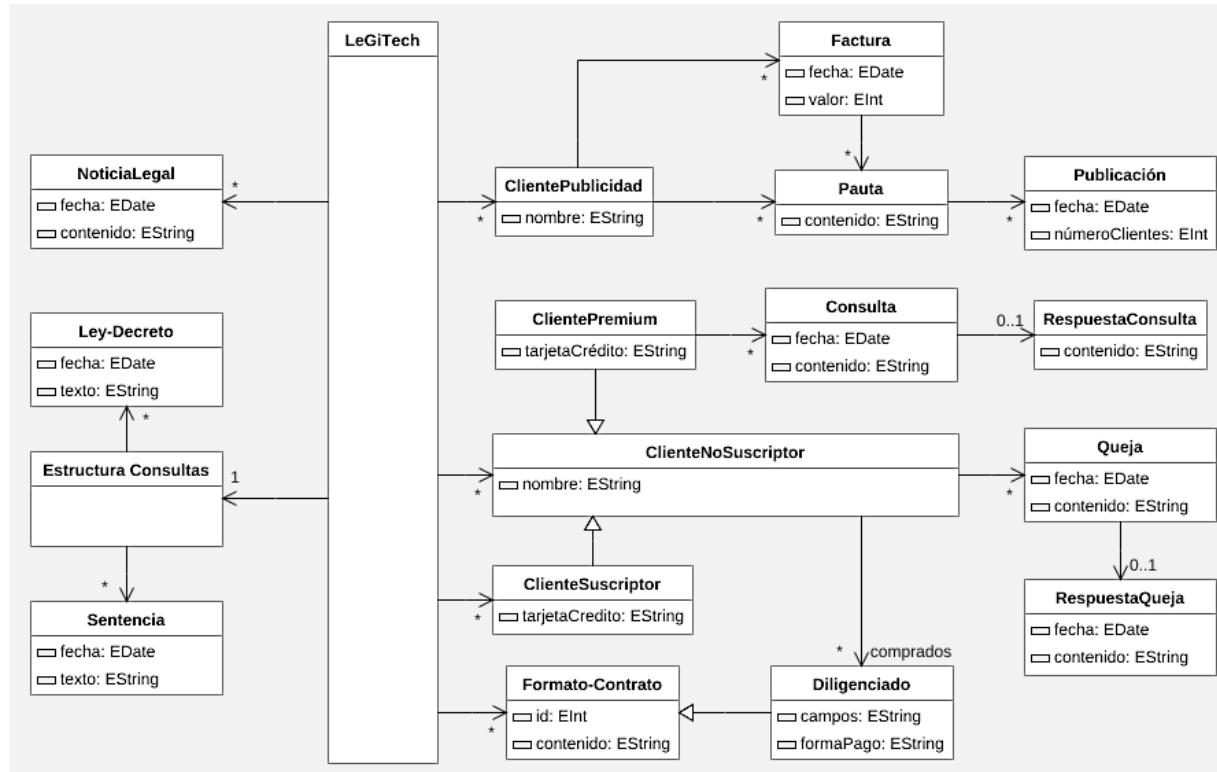 LeGiTech
Factura
fecha: EDate
valor: EInt
*
*
NoticiaLegal
fecha: EDate
contenido: EString
*
ClientePublicidad
nombre: EString
*
*
Pauta
contenido: EString
*
Publicación
fecha: EDate
númeroClientes: EInt
Ley-Decreto
fecha: EDate
texto: EString
*
ClientePremium
tarjetaCrédito: EString
*
Consulta
fecha: EDate
contenido: EString
0..1
RespuestaConsulta
contenido: EString
Estructura Consultas
1
*
ClienteNoSuscriptor
nombre: EString
*
*
Queja
fecha: EDate
contenido: EString
0..1
Sentencia
fecha: EDate
texto: EString
ClienteSuscriptor
tarjetaCredito: EString
*
RespuestaQueja
fecha: EDate
contenido: EString
* comprados
Formato-Contrato
id: EInt
contenido: EString
*
Diligenciado
campos: EString
formaPago: EString